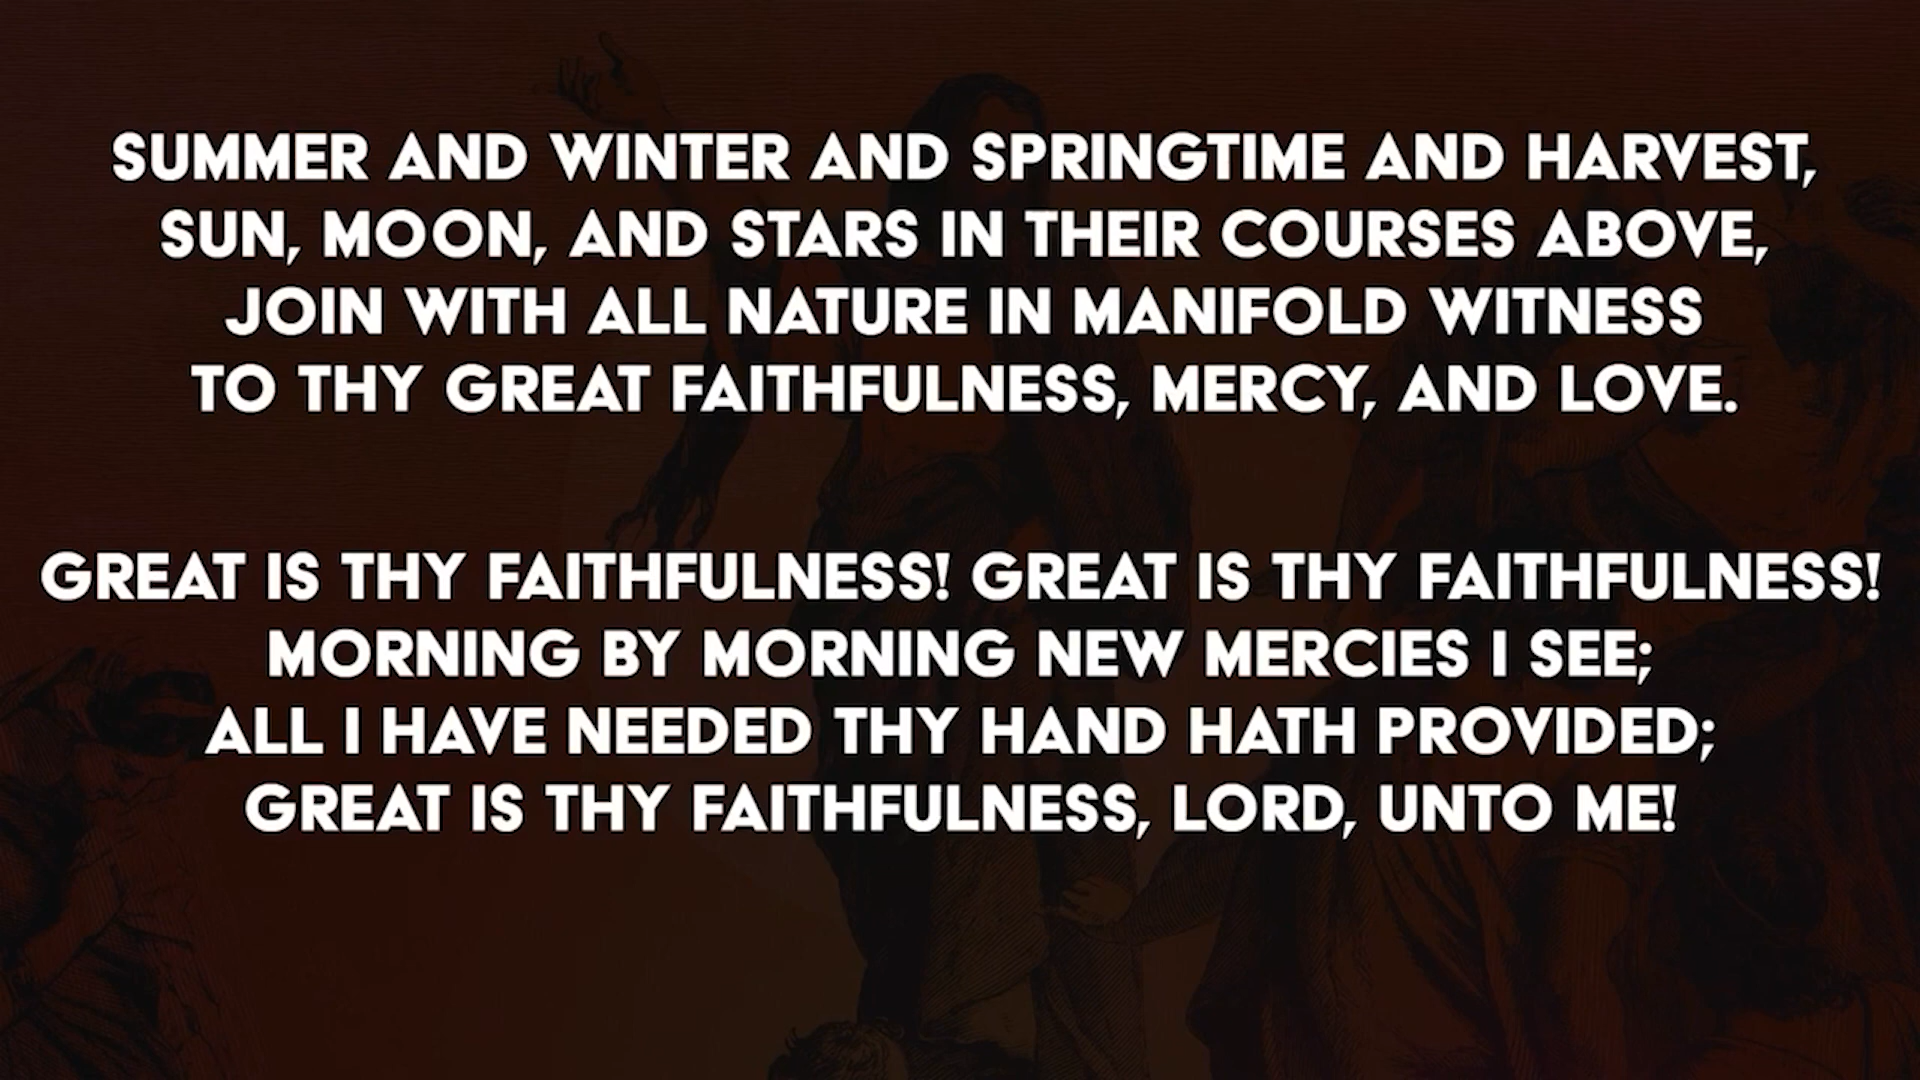 SUMMER AND WINTER AND SPRINGTIME AND HARVEST,
SUN, MOON, AND STARS IN THEIR COURSES ABOVE,
JOIN WITH ALL NATURE IN MANIFOLD WITNESS
TO THY GREAT FAITHFULNESS, MERCY, AND LOVE.
GREAT IS THY FAITHFULNESS! GREAT IS THY FAITHFULNESS!
MORNING BY MORNING NEW MERCIES I SEE;
ALL I HAVE NEEDED THY HAND HATH PROVIDED;
GREAT IS THY FAITHFULNESS, LORD, UNTO ME!